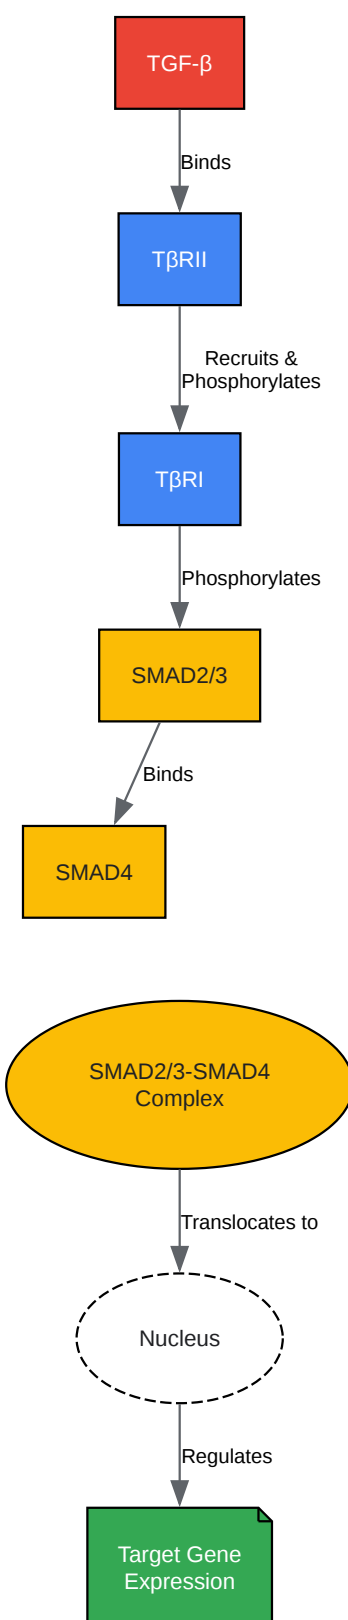 TGF-β
Binds
TβRII
Recruits &
Phosphorylates
TβRI
Phosphorylates
SMAD2/3
Binds
SMAD4
SMAD2/3-SMAD4
Complex
Translocates to
Nucleus
Regulates
Target Gene
Expression